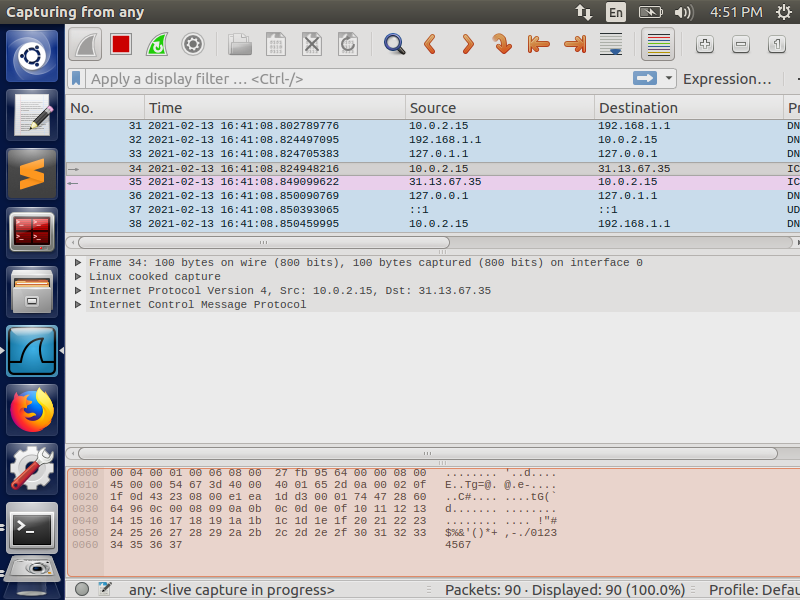 Capturing from any
En
4:51 PM
Apply a display filter … <Ctrl-/>
Expression…
No. Time Source Destination
31 2021-02-13 16:41:08.802789776 10.0.2.15 192.168.1.1 DN
32 2021-02-13 16:41:08.824497095 192.168.1.1 10.0.2.15 DN
33 2021-02-13 16:41:08.824705383 127.0.1.1 127.0.0.1 DN
34 2021-02-13 16:41:08.824948216 10.0.2.15 31.13.67.35 IC
35 2021-02-13 16:41:08.849099622 31.13.67.35 10.0.2.15 IC
36 2021-02-13 16:41:08.850090769 127.0.0.1 127.0.1.1 DN
37 2021-02-13 16:41:08.850393065 ::1 ::1 UD
38 2021-02-13 16:41:08.850459995 10.0.2.15 192.168.1.1 DN
Frame 34: 100 bytes on wire (800 bits), 100 bytes captured (800 bits) on interface 0
Linux cooked capture
Internet Protocol Version 4, Src: 10.0.2.15, Dst: 31.13.67.35
Internet Control Message Protocol
0000 00 04 00 01 00 06 08 00 27 fb 95 64 00 00 08 00 ........ '..d....
0010 45 00 00 54 67 3d 40 00 40 01 65 2d 0a 00 02 0f E..Tg=@. @.e-....
0020 1f 0d 43 23 08 00 e1 ea 1d d3 00 01 74 47 28 60 ..C#.... ....tG(`
0030 64 96 0c 00 08 09 0a 0b 0c 0d 0e 0f 10 11 12 13 d....... ........
0040 14 15 16 17 18 19 1a 1b 1c 1d 1e 1f 20 21 22 23 ........ .... !"#
0050 24 25 26 27 28 29 2a 2b 2c 2d 2e 2f 30 31 32 33 $%&'()*+ ,-./0123
0060 34 35 36 37 4567
any: <live capture in progress> Packets: 90 · Displayed: 90 (100.0%) Profile: Defau